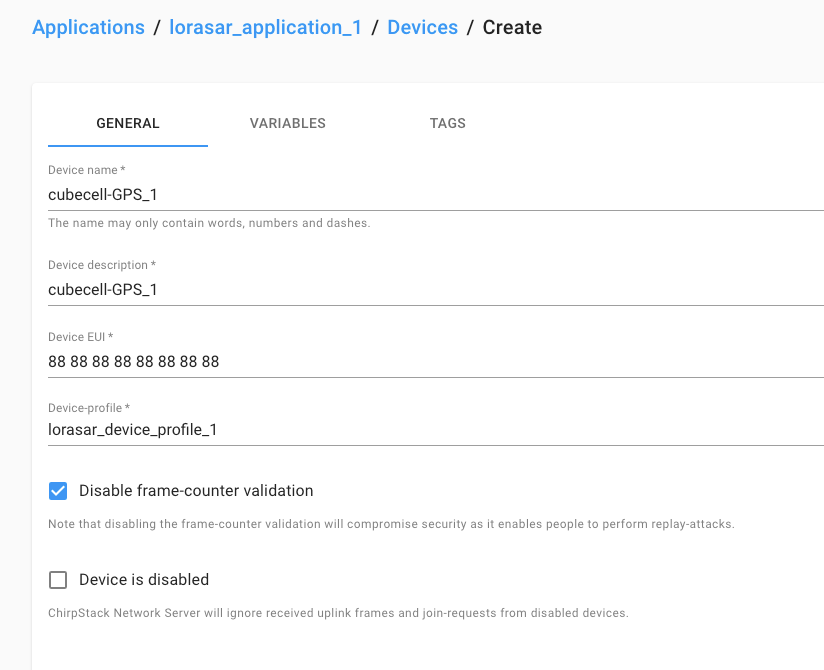 Applications / lorasar_application_1 / Devices / Create
GENERAL VARIABLES TAGS
Device name *
cubecell-GPS_1
The name may only contain words, numbers and dashes.
Device description *
cubecell-GPS_1
Device EUI *
88 88 88 88 88 88 88 88
Device-profile *
lorasar_device_profile_1
Disable frame-counter validation
Note that disabling the frame-counter validation will compromise security as it enables people to perform replay-attacks.
Device is disabled
ChirpStack Network Server will ignore received uplink frames and join-requests from disabled devices.